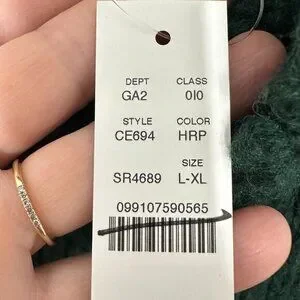 DEPT CLASS
GA2 0I0
STYLE COLOR
CE694 HRP
SIZE
SR4689 L-XL
099107590565